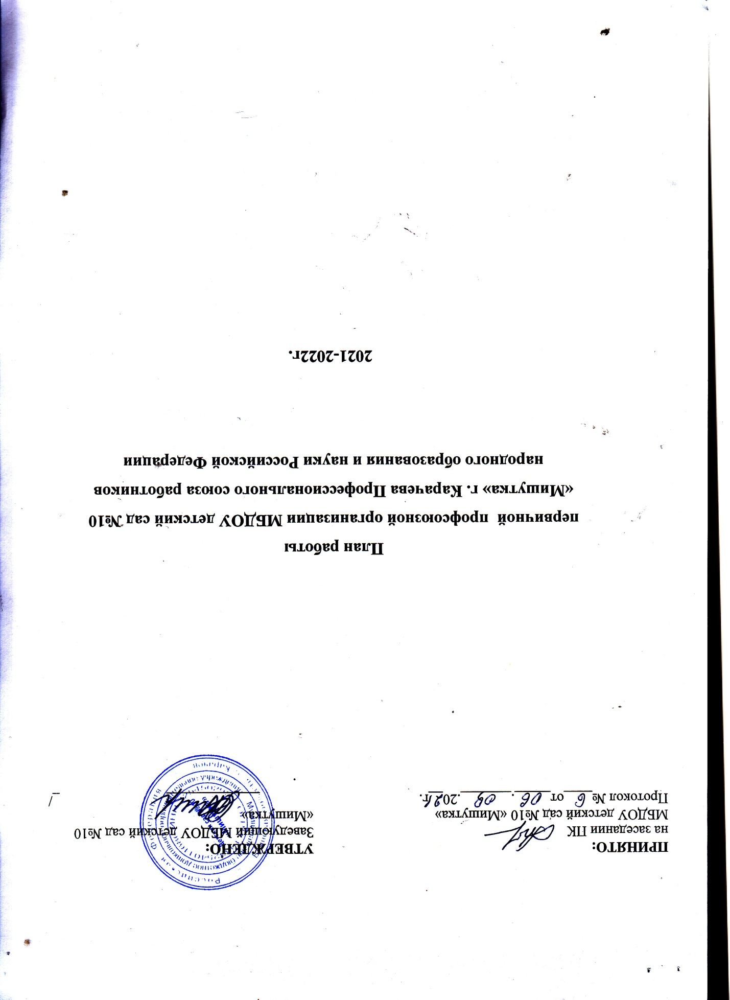 ПРИНЯТО:
на заседании ПК
МБДОУ детский сад №10 «Мишутка»
Протокол № 6 от 06. 09 .2021г.
УТВЕРЖДЕНО:
Заведующий МБДОУ детский сад №10
«Мишутка»
План работы
первичной профсоюзной организации МБДОУ детский сад №10
«Мишутка» г. Карачева Профессионального союза работников
народного образования и науки Российской Федерации
2021-2022г.